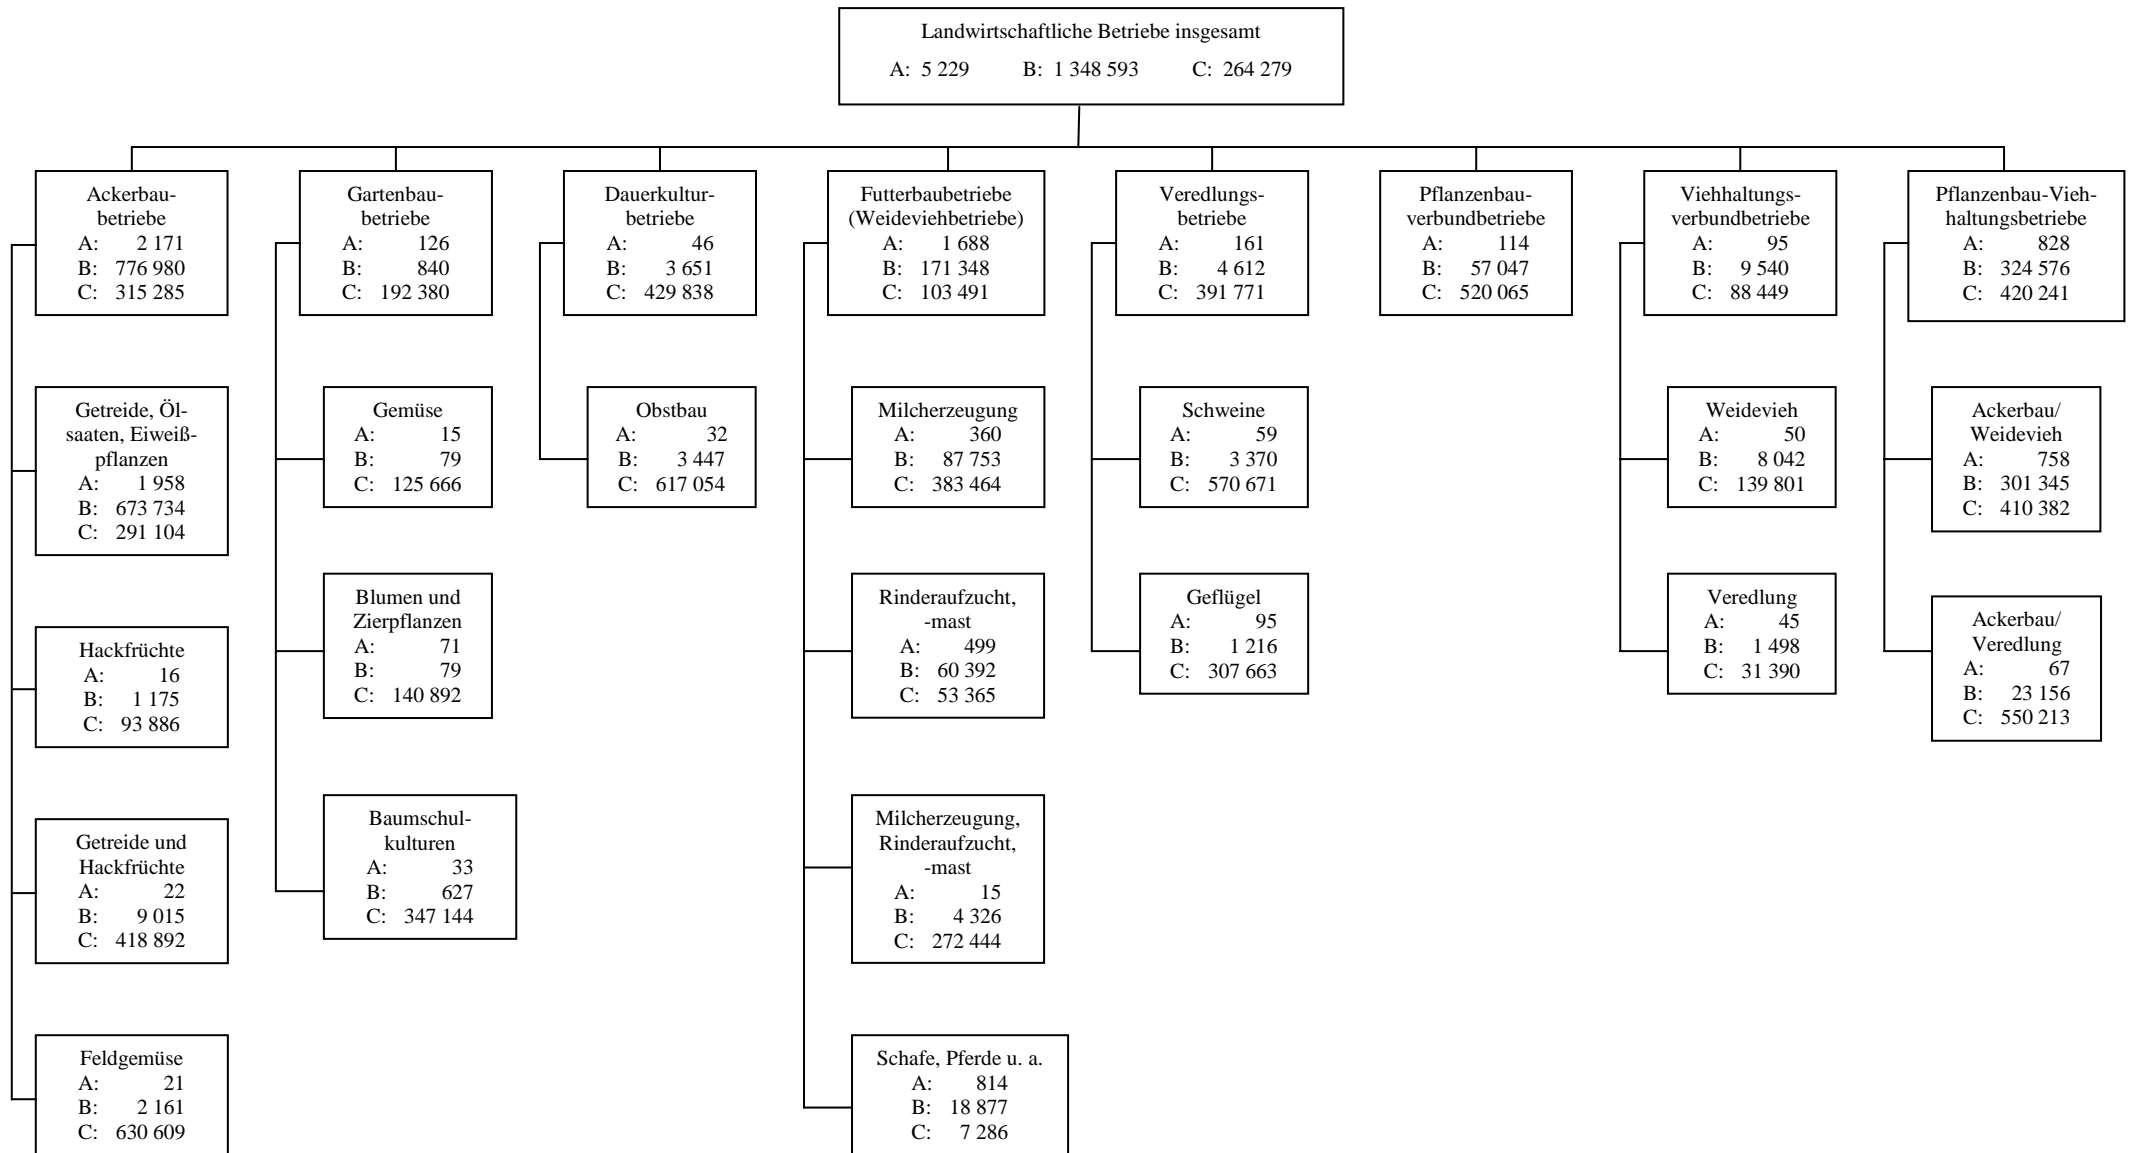 Landwirtschaftliche Betriebe insgesamt
A: 5 229 B: 1 348 593 C: 264 279
Ackerbau-
betriebe
A: 2 171
B: 776 980
C: 315 285
Gartenbau-
betriebe
A: 126
B: 840
C: 192 380
Dauerkultur-
betriebe
A: 46
B: 3 651
C: 429 838
Futterbaubetriebe
(Weideviehbetriebe)
A: 1 688
B: 171 348
C: 103 491
Veredlungs-
betriebe
A: 161
B: 4 612
C: 391 771
Pflanzenbau-
verbundbetriebe
A: 114
B: 57 047
C: 520 065
Viehhaltungs-
verbundbetriebe
A: 95
B: 9 540
C: 88 449
Pflanzenbau-Vieh-
haltungsbetriebe
A: 828
B: 324 576
C: 420 241
Getreide, Öl-
saaten, Eiweiß-
pflanzen
A: 1 958
B: 673 734
C: 291 104
Hackfrüchte
A: 16
B: 1 175
C: 93 886
Getreide und
Hackfrüchte
A: 22
B: 9 015
C: 418 892
Feldgemüse
A: 21
B: 2 161
C: 630 609
Gemüse
A: 15
B: 79
C: 125 666
Blumen und
Zierpflanzen
A: 71
B: 79
C: 140 892
Baumschul-
kulturen
A: 33
B: 627
C: 347 144
Obstbau
A: 32
B: 3 447
C: 617 054
Milcherzeugung
A: 360
B: 87 753
C: 383 464
Rinderaufzucht,
-mast
A: 499
B: 60 392
C: 53 365
Milcherzeugung,
Rinderaufzucht,
-mast
A: 15
B: 4 326
C: 272 444
Schafe, Pferde u. a.
A: 814
B: 18 877
C: 7 286
Schweine
A: 59
B: 3 370
C: 570 671
Geflügel
A: 95
B: 1 216
C: 307 663
Weidevieh
A: 50
B: 8 042
C: 139 801
Veredlung
A: 45
B: 1 498
C: 31 390
Ackerbau/
Weidevieh
A: 758
B: 301 345
C: 410 382
Ackerbau/
Veredlung
A: 67
B: 23 156
C: 550 213